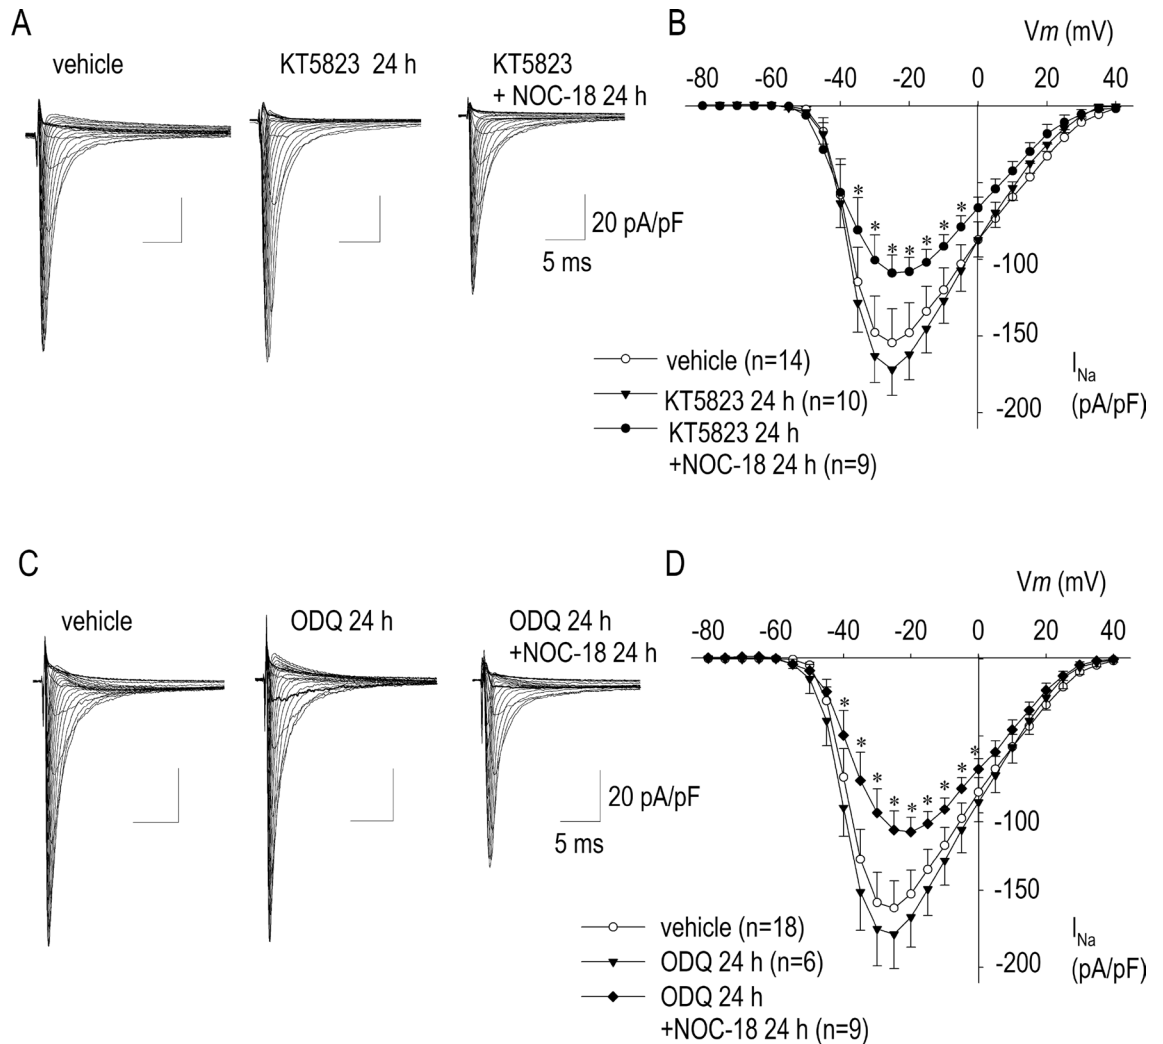 A
vehicle
KT5823 24 h
KT5823
+ NOC-18 24 h
20 pA/pF
5 ms
B
Vm (mV)
-80 -60 -40 -20 0 20 40
* * * * * * *
-100
-150
-200
I Na
(pA/pF)
vehicle (n=14)
KT5823 24 h (n=10)
KT5823 24 h
+NOC-18 24 h (n=9)
C
vehicle
ODQ 24 h
ODQ 24 h
+NOC-18 24 h
20 pA/pF
5 ms
D
Vm (mV)
-80 -60 -40 -20 0 20 40
* * * * * * * * *
-100
-150
-200
I Na
(pA/pF)
vehicle (n=18)
ODQ 24 h (n=6)
ODQ 24 h
+NOC-18 24 h (n=9)